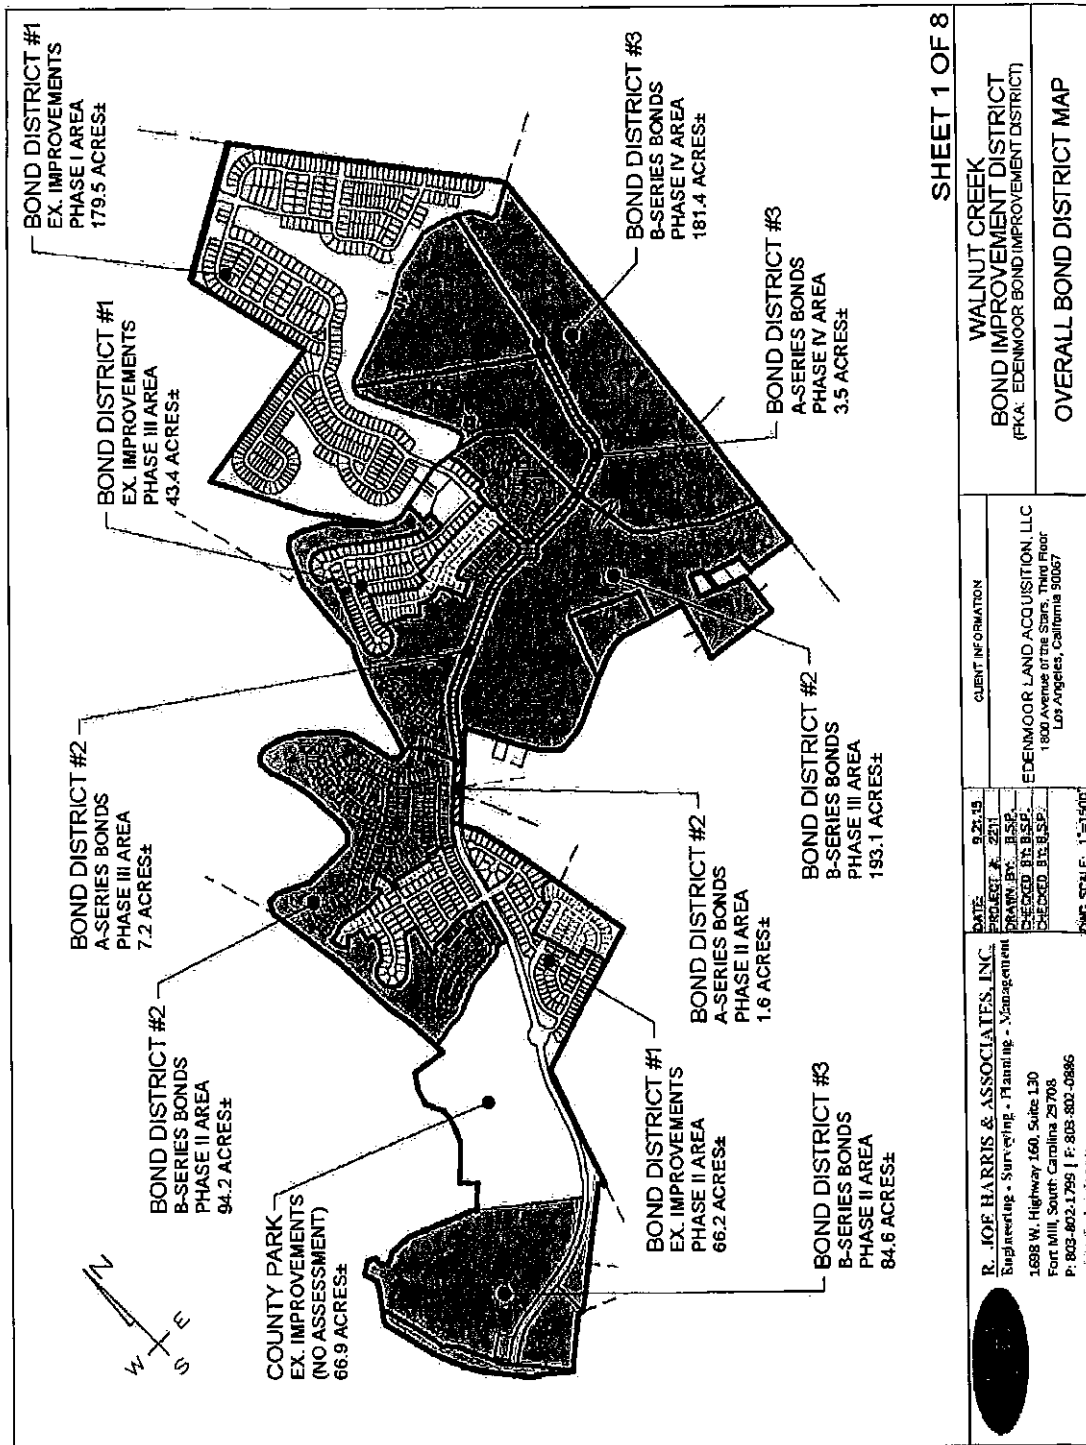 BOND DISTRICT #1
EX. IMPROVEMENTS
PHASE I AREA
179.5 ACRES±
BOND DISTRICT #1
EX. IMPROVEMENTS
PHASE III AREA
43.4 ACRES±
BOND DISTRICT #2
A-SERIES BONDS
PHASE III AREA
7.2 ACRES±
BOND DISTRICT #2
B-SERIES BONDS
PHASE II AREA
94.2 ACRES±
COUNTY PARK
EX. IMPROVEMENTS
(NO ASSESSMENT)
66.9 ACRES±
N
W
E
S
BOND DISTRICT #3
B-SERIES BONDS
PHASE IV AREA
181.4 ACRES±
BOND DISTRICT #3
A-SERIES BONDS
PHASE IV AREA
3.5 ACRES±
BOND DISTRICT #2
B-SERIES BONDS
PHASE III AREA
193.1 ACRES±
BOND DISTRICT #2
A-SERIES BONDS
PHASE II AREA
1.6 ACRES±
BOND DISTRICT #1
EX. IMPROVEMENTS
PHASE II AREA
66.2 ACRES±
BOND DISTRICT #3
B-SERIES BONDS
PHASE II AREA
84.6 ACRES±
SHEET 1 OF 8
R. JOE HARRIS & ASSOCIATES, INC.
Engineering - Surveying - Planning - Management
1698 W. Highway 160, Suite 130
Fort Mill, South Carolina 29708
P: 803-802-1799 | F: 803-802-0886
DATE: 9.21.15
PROJECT #: 2211
DRAWN BY: B.S.P.
CHECKED BY: B.S.P.
CHECKED BY: B.S.P.
DWG SCALE: 1"=1500'
CLIENT INFORMATION
EDENMOOR LAND ACQUISITION, LLC
1800 Avenue of the Stars, Third Floor
Los Angeles, California 90067
WALNUT CREEK
BOND IMPROVEMENT DISTRICT
(FKA: EDENMOOR BOND IMPROVEMENT DISTRICT)
OVERALL BOND DISTRICT MAP